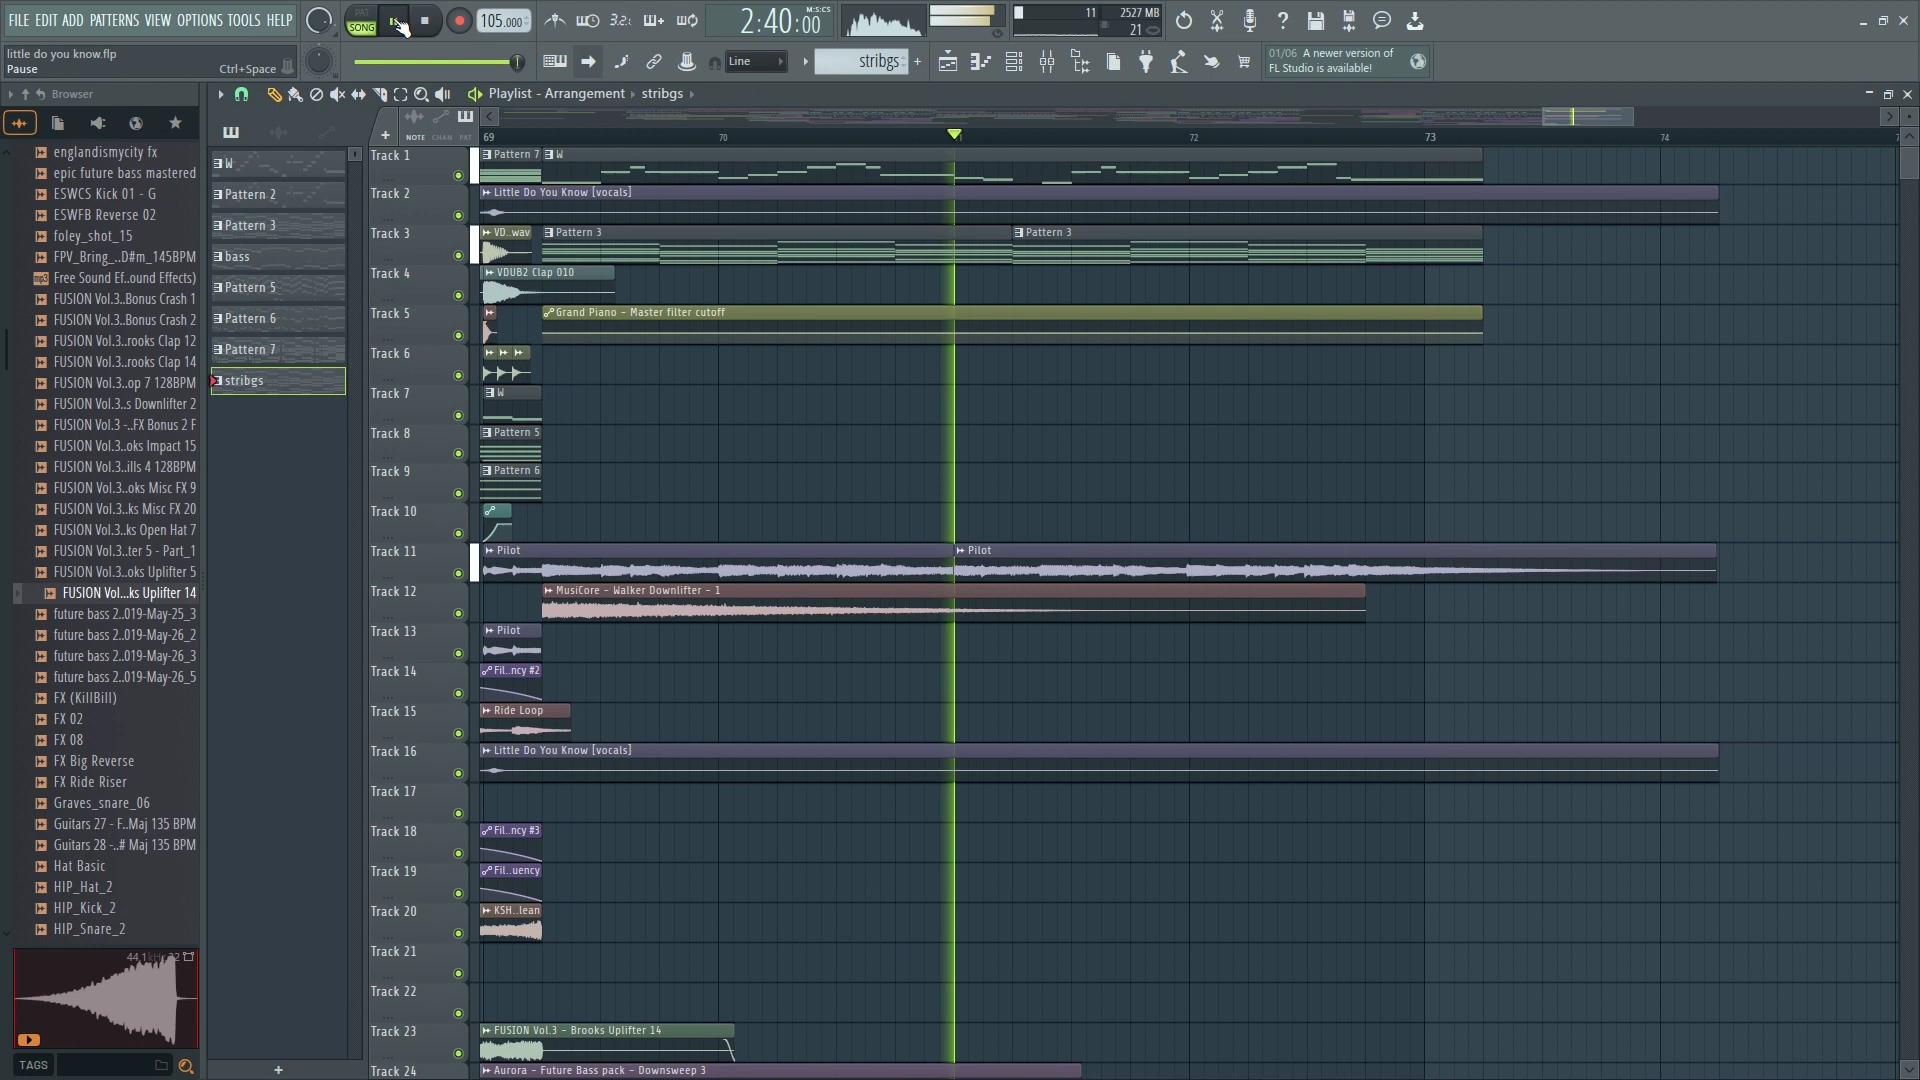 FILE EDIT ADD PATTERNS VIEW OPTIONS TOOLS HELP
PAT
SONG
105.000
3.2.
2:40:00
M:S:CS
11
2527 MB
21
little do you know.flp
Pause
Ctrl+Space
Line
stribgs
01/06 A newer version of
FL Studio is available!
Browser
Playlist - Arrangement › stribgs ›
NOTE CHAN PAT
69
70
72
73
74
englandismycity fx
epic future bass mastered
ESWCS Kick 01 - G
ESWFB Reverse 02
foley_shot_15
FPV_Bring_..D#m_145BPM
Free Sound Ef..ound Effects)
FUSION Vol.3..Bonus Crash 1
FUSION Vol.3..Bonus Crash 2
FUSION Vol.3..rooks Clap 12
FUSION Vol.3..rooks Clap 14
FUSION Vol.3..op 7 128BPM
FUSION Vol.3..s Downlifter 2
FUSION Vol.3 -..FX Bonus 2 F
FUSION Vol.3..oks Impact 15
FUSION Vol.3..ills 4 128BPM
FUSION Vol.3..oks Misc FX 9
FUSION Vol.3..ks Misc FX 20
FUSION Vol.3..ks Open Hat 7
FUSION Vol.3..ter 5 - Part_1
FUSION Vol.3..oks Uplifter 5
FUSION Vol...ks Uplifter 14
future bass 2..019-May-25_3
future bass 2..019-May-26_2
future bass 2..019-May-26_3
future bass 2..019-May-26_5
FX (KillBill)
FX 02
FX 08
FX Big Reverse
FX Ride Riser
Graves_snare_06
Guitars 27 - F..Maj 135 BPM
Guitars 28 -..# Maj 135 BPM
Hat Basic
HIP_Hat_2
HIP_Kick_2
HIP_Snare_2
TAGS
W
Pattern 2
Pattern 3
bass
Pattern 5
Pattern 6
Pattern 7
stribgs
Track 1
Pattern 7
W
Track 2
Little Do You Know [vocals]
Track 3
VD..wav
Pattern 3
Pattern 3
Track 4
VDUB2 Clap 010
Track 5
Grand Piano - Master filter cutoff
Track 6
Track 7
W
Track 8
Pattern 5
Track 9
Pattern 6
Track 10
Track 11
Pilot
Pilot
Track 12
MusiCore - Walker Downlifter - 1
Track 13
Pilot
Track 14
Fil..ncy #2
Track 15
Ride Loop
Track 16
Little Do You Know [vocals]
Track 17
Track 18
Fil..ncy #3
Track 19
Fil..uency
Track 20
KSH..lean
Track 21
Track 22
Track 23
FUSION Vol.3 - Brooks Uplifter 14
Track 24
Aurora - Future Bass pack - Downsweep 3